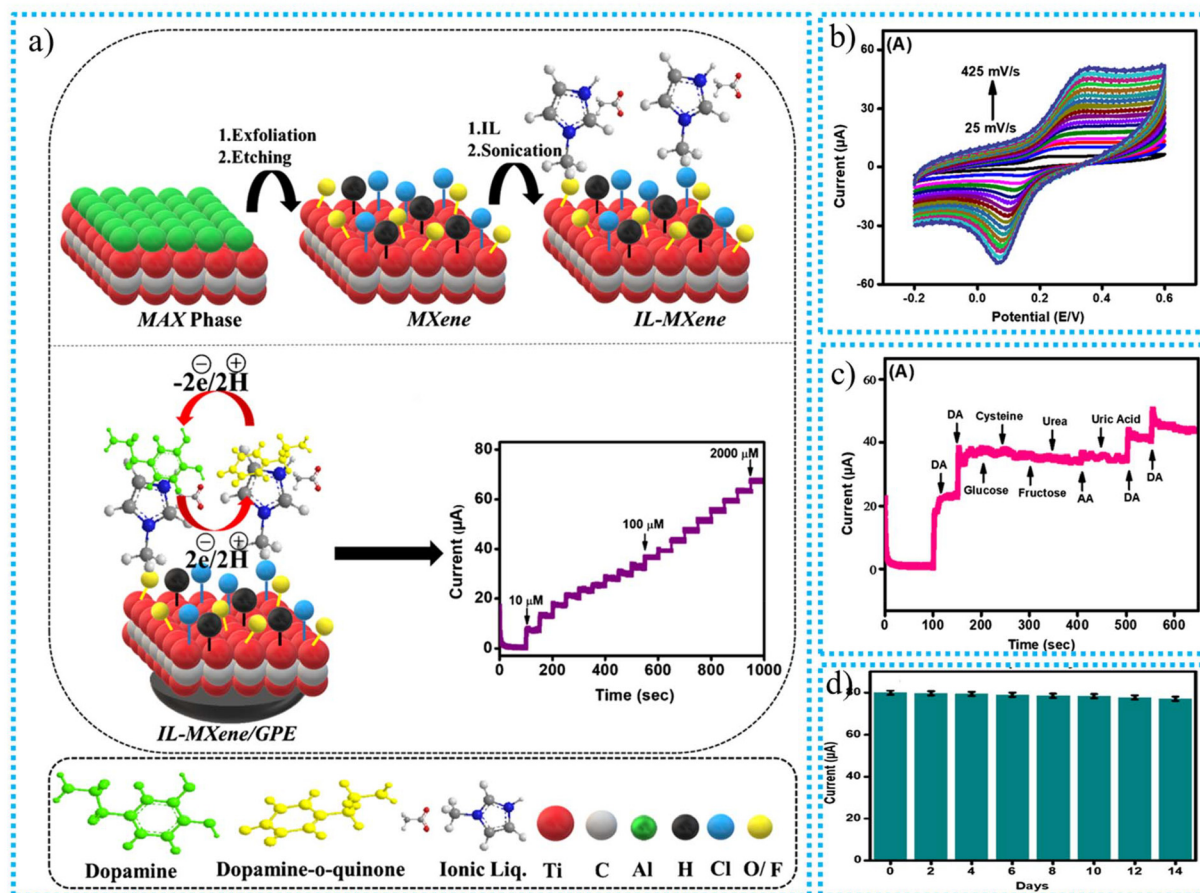 a)
1.Exfoliation
2.Etching
1.IL
2.Sonication
MAX Phase
MXene
IL-MXene
-2e/2H
− +
2e/2H
− +
IL-MXene/GPE
Current (µA)
80
60
40
20
0
10 µM
100 µM
2000 µM
0 200 400 600 800 1000
Time (sec)
Dopamine
Dopamine-o-quinone
Ionic Liq.
Ti
C
Al
H
Cl
O/ F
b)
(A)
425 mV/s
25 mV/s
Current (µA)
60
30
0
-30
-60
-0.2 0.0 0.2 0.4 0.6
Potential (E/V)
c)
(A)
Current (µA)
60
40
20
0
DA
DA
Cysteine
Glucose
Fructose
Urea
AA
Uric Acid
DA
DA
0 100 200 300 400 500 600
Time (sec)
d)
Current (µA)
40
0
0 2 4 6 8 10 12 14
Days